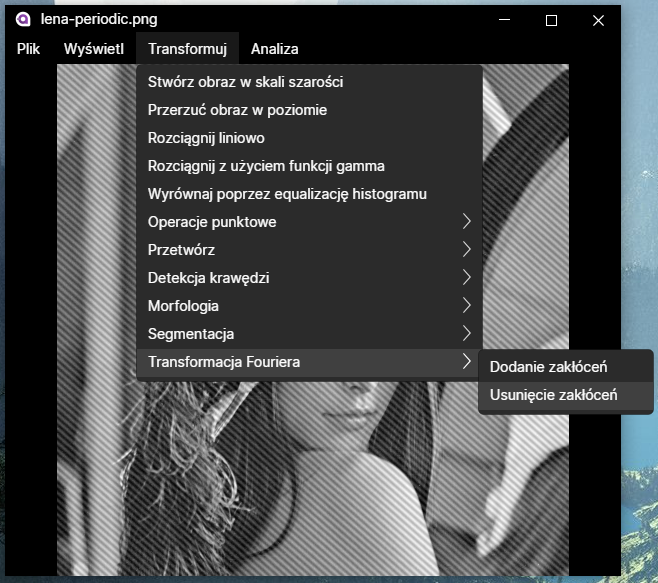 lena-periodic.png
Plik Wyświetl Transformuj Analiza
Stwórz obraz w skali szarości
Przerzuć obraz w poziomie
Rozciągnij liniowo
Rozciągnij z użyciem funkcji gamma
Wyrównaj poprzez equalizację histogramu
Operacje punktowe
Przetwórz
Detekcja krawędzi
Morfologia
Segmentacja
Transformacja Fouriera
Dodanie zakłóceń
Usunięcie zakłóceń